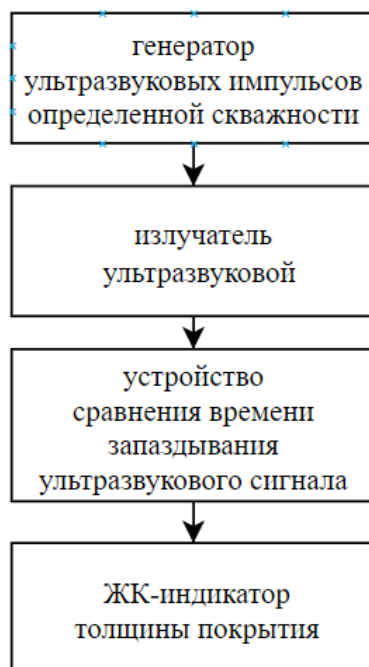 генератор
ультразвуковых импульсов
определенной скважности
излучатель
ультразвуковой
устройство
сравнения времени
запаздывания
ультразвукового сигнала
ЖК-индикатор
толщины покрытия